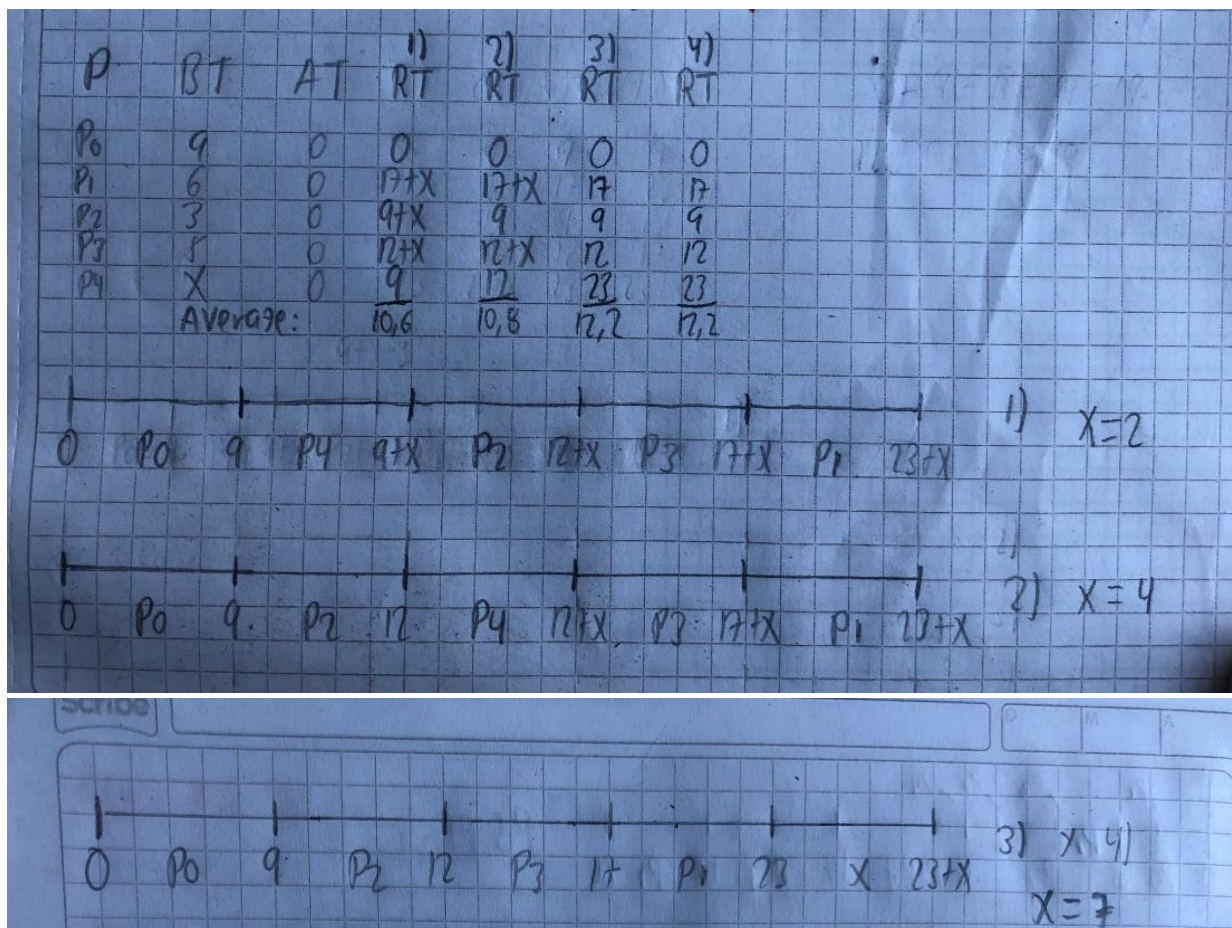 1) 2) 3) 4)
P BT AT RT RT RT RT
P0 9 0 0 0 0 0
P1 6 0 17+X 17+X 17 17
P2 3 0 9+X 9 9 9
P3 5 0 12+X 12+X 12 12
P4 X 0 9 12 23 23
Average: 10,6 10,8 12,2 12,2
1) X=2
0 P0 9 P4 9+X P2 12+X P3 17+X P1 23+X
2) X=4
0 P0 9 P2 12 P4 12+X P3 17+X P1 23+X
Scribe
D M A
3) y 4)
0 P0 9 P2 12 P3 17 P1 23 X 23+X
X=7